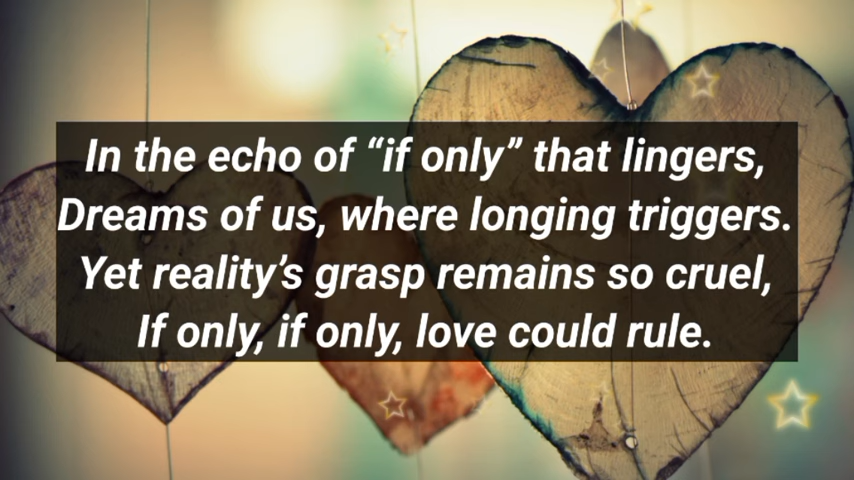 In the echo of “if only” that lingers,
Dreams of us, where longing triggers.
Yet reality’s grasp remains so cruel,
If only, if only, love could rule.